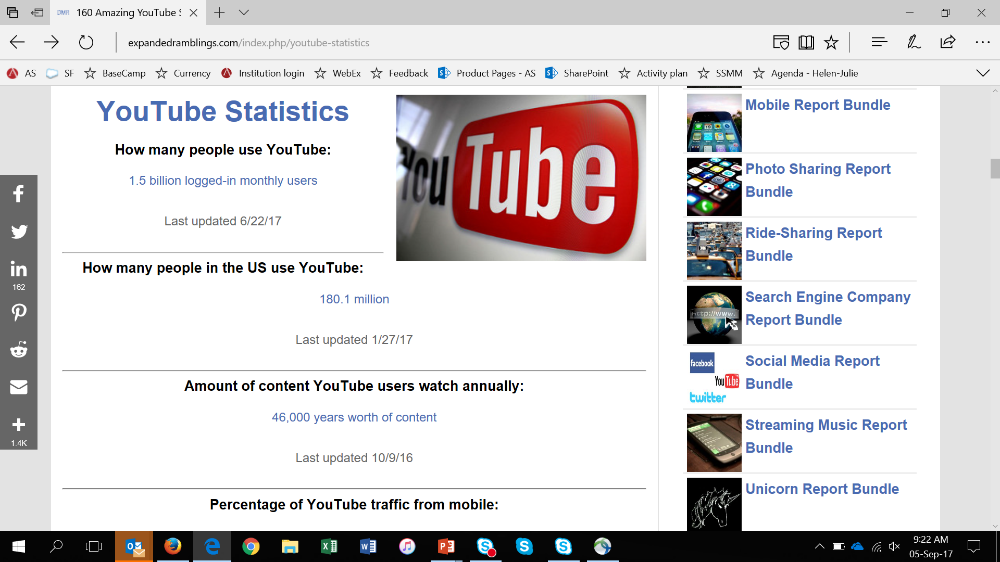 DMR 160 Amazing YouTube S
expandedramblings.com/index.php/youtube-statistics
AS SF BaseCamp Currency Institution login WebEx Feedback Product Pages - AS SharePoint Activity plan SSMM Agenda - Helen-Julie
YouTube Statistics
How many people use YouTube:
1.5 billion logged-in monthly users
Last updated 6/22/17
You Tube
How many people in the US use YouTube:
180.1 million
Last updated 1/27/17
Amount of content YouTube users watch annually:
46,000 years worth of content
Last updated 10/9/16
Percentage of YouTube traffic from mobile:
162
1.4K
Mobile Report Bundle
Photo Sharing Report
Bundle
Ride-Sharing Report
Bundle
http://www.
Search Engine Company
Report Bundle
facebook
YouTube
twitter
Social Media Report
Bundle
Streaming Music Report
Bundle
Unicorn Report Bundle
9:22 AM
05-Sep-17